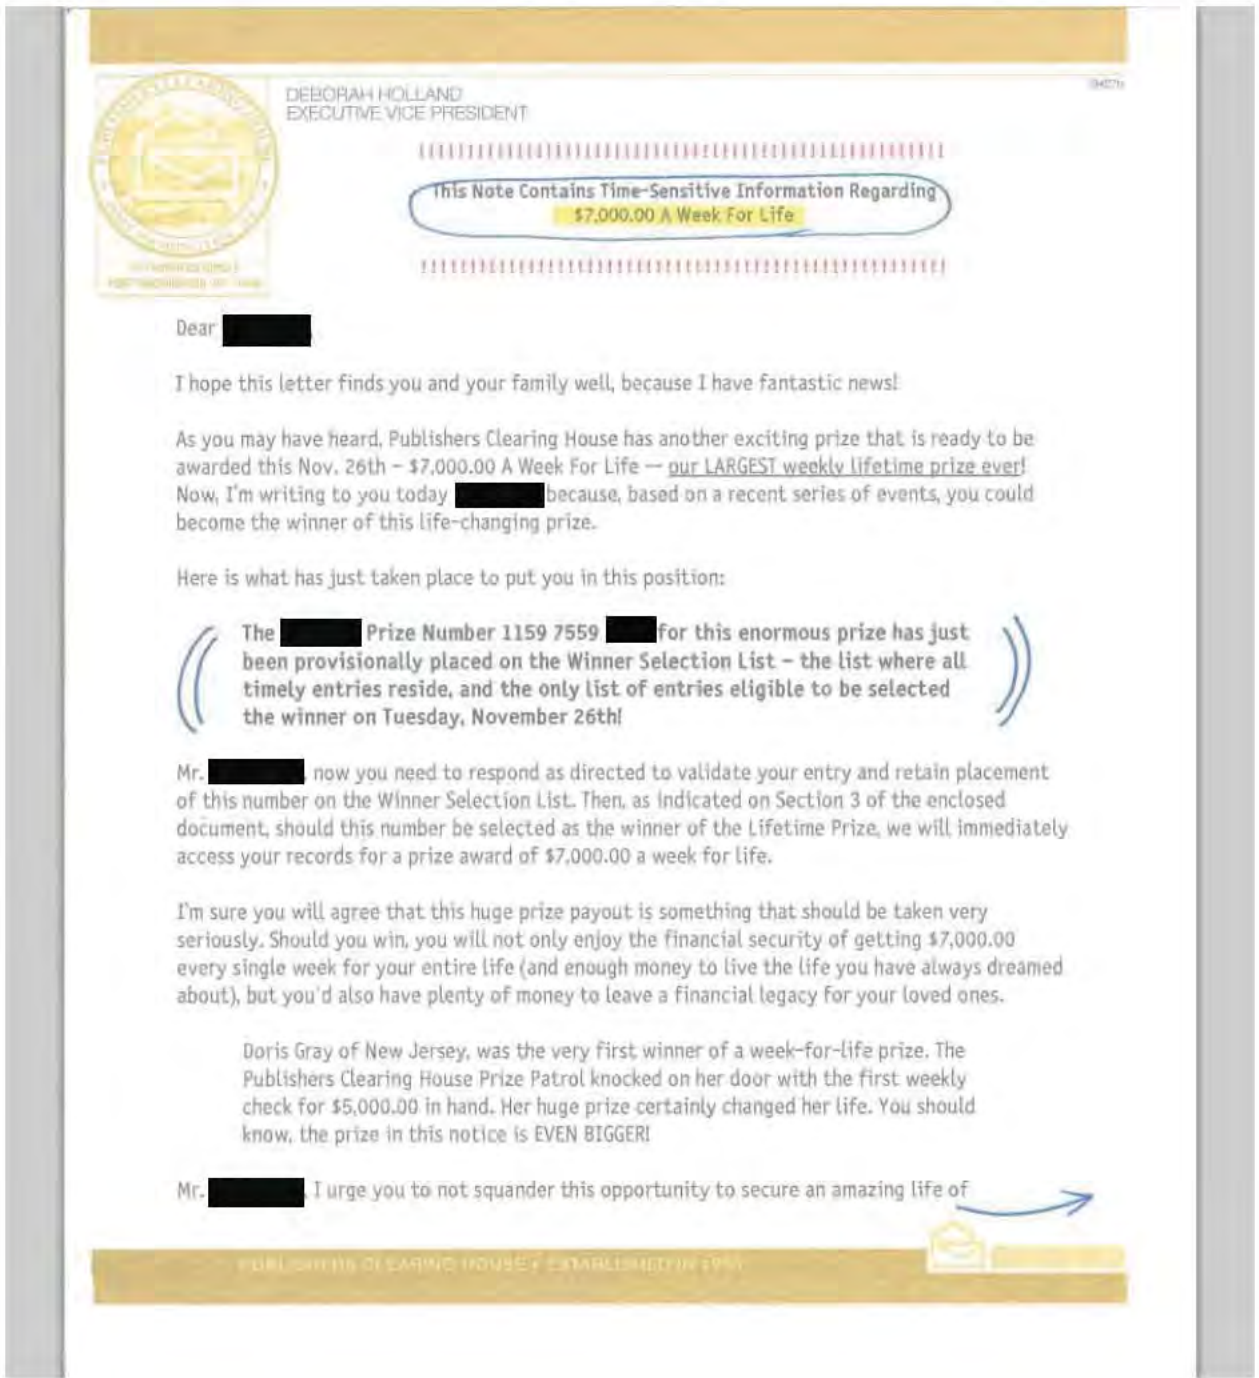 DEBORAH HOLLAND
EXECUTIVE VICE PRESIDENT
!!!!!!!!!!!!!!!!!!!!!!!!!!!!!!!!!!!!!!!!!!!!!!!!!!!!!!
This Note Contains Time-Sensitive Information Regarding
$7,000.00 A Week For Life
!!!!!!!!!!!!!!!!!!!!!!!!!!!!!!!!!!!!!!!!!!!!!!!!!!!!!!
Dear
I hope this letter finds you and your family well, because I have fantastic news!
As you may have heard, Publishers Clearing House has another exciting prize that is ready to be
awarded this Nov. 26th – $7,000.00 A Week For Life — our LARGEST weekly lifetime prize ever!
Now, I'm writing to you today because, based on a recent series of events, you could
become the winner of this life-changing prize.
Here is what has just taken place to put you in this position:
The Prize Number 1159 7559 for this enormous prize has just
been provisionally placed on the Winner Selection List – the list where all
timely entries reside, and the only list of entries eligible to be selected
the winner on Tuesday, November 26th!
Mr. , now you need to respond as directed to validate your entry and retain placement
of this number on the Winner Selection List. Then, as indicated on Section 3 of the enclosed
document, should this number be selected as the winner of the Lifetime Prize, we will immediately
access your records for a prize award of $7,000.00 a week for life.
I'm sure you will agree that this huge prize payout is something that should be taken very
seriously. Should you win, you will not only enjoy the financial security of getting $7,000.00
every single week for your entire life (and enough money to live the life you have always dreamed
about), but you'd also have plenty of money to leave a financial legacy for your loved ones.
Doris Gray of New Jersey, was the very first winner of a week-for-life prize. The
Publishers Clearing House Prize Patrol knocked on her door with the first weekly
check for $5,000.00 in hand. Her huge prize certainly changed her life. You should
know, the prize in this notice is EVEN BIGGER!
Mr. , I urge you to not squander this opportunity to secure an amazing life of
PUBLISHERS CLEARING HOUSE • ESTABLISHED IN 1953